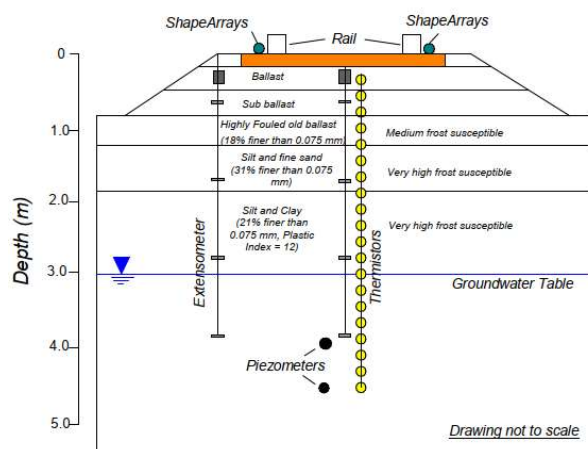 ShapeArrays
Rail
ShapeArrays
0
Ballast
Sub ballast
1.0
Highly Fouled old ballast
(18% finer than 0.075 mm)
Medium frost susceptible
Silt and fine sand
(31% finer than 0.075
mm)
Very high frost susceptible
2.0
Silt and Clay
(21% finer than
0.075 mm, Plastic
Index = 12)
Very high frost susceptible
Depth (m)
Extensometer
Thermistors
3.0
Groundwater Table
4.0
Piezometers
5.0
Drawing not to scale